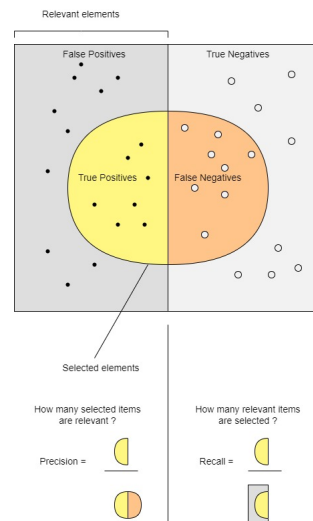 Relevant elements
False Positives
True Negatives
True Positives
False Negatives
Selected elements
How many selected items
are relevant ?
Precision =
How many relevant items
are selected ?
Recall =